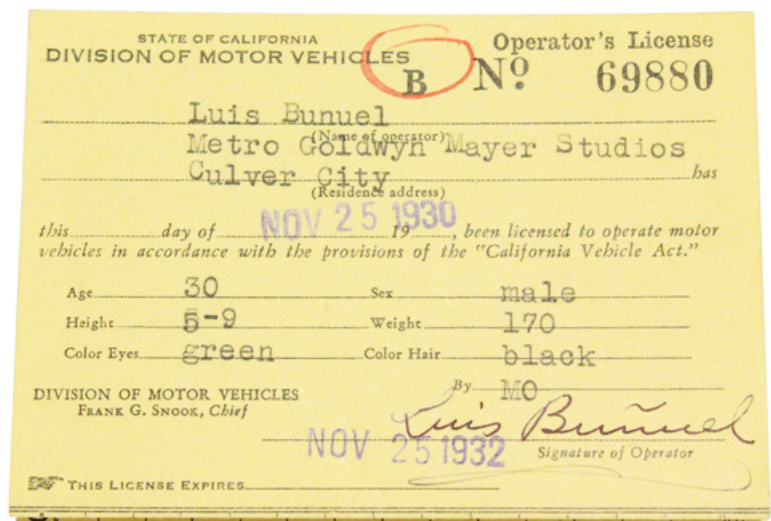 STATE OF CALIFORNIA
DIVISION OF MOTOR VEHICLES
B
Operator's License
Nº 69880
Luis Bunuel
(Name of operator)
Metro Goldwyn Mayer Studios
Culver City has
(Residence address)
this day of NOV 25 1930 19 , been licensed to operate motor
vehicles in accordance with the provisions of the "California Vehicle Act."
Age 30 Sex male
Height 5-9 Weight 170
Color Eyes green Color Hair black
DIVISION OF MOTOR VEHICLES By MO
FRANK G. SNOOK, Chief
Luis Buñuel
NOV 25 1932 Signature of Operator
THIS LICENSE EXPIRES